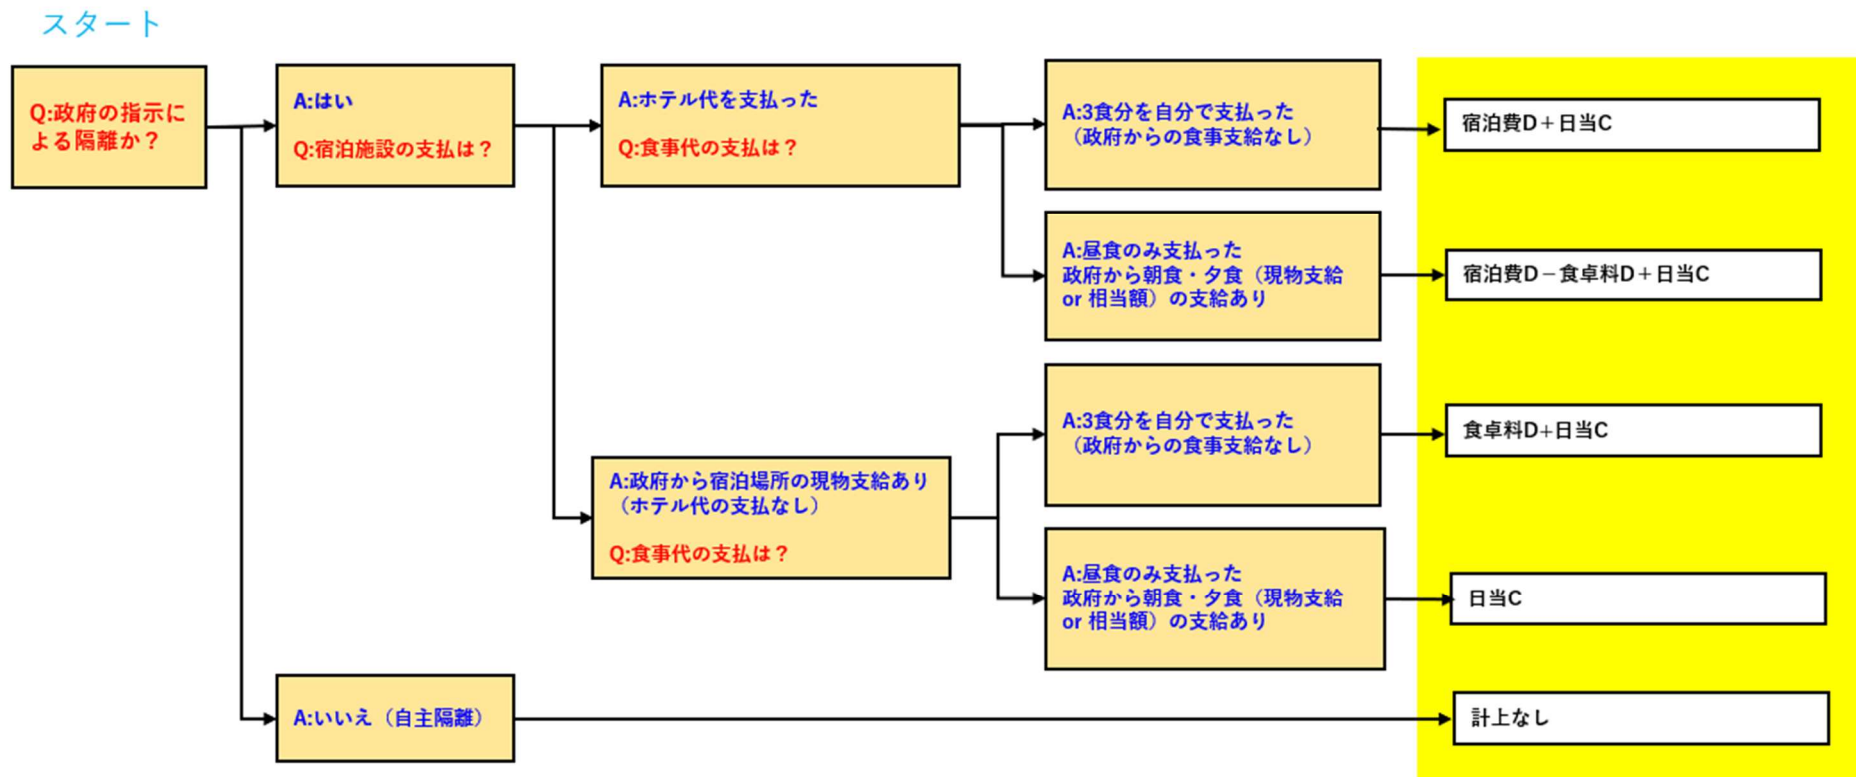 スタート
Q:政府の指示に
よる隔離か？
A:はい
Q:宿泊施設の支払は？
A:ホテル代を支払った
Q:食事代の支払は？
A:3食分を自分で支払った
（政府からの食事支給なし）
宿泊費D＋日当C
A:昼食のみ支払った
政府から朝食・夕食（現物支給
or 相当額）の支給あり
宿泊費D－食卓料D＋日当C
A:政府から宿泊場所の現物支給あり
（ホテル代の支払なし）
Q:食事代の支払は？
A:3食分を自分で支払った
（政府からの食事支給なし）
食卓料D+日当C
A:昼食のみ支払った
政府から朝食・夕食（現物支給
or 相当額）の支給あり
日当C
A:いいえ（自主隔離）
計上なし